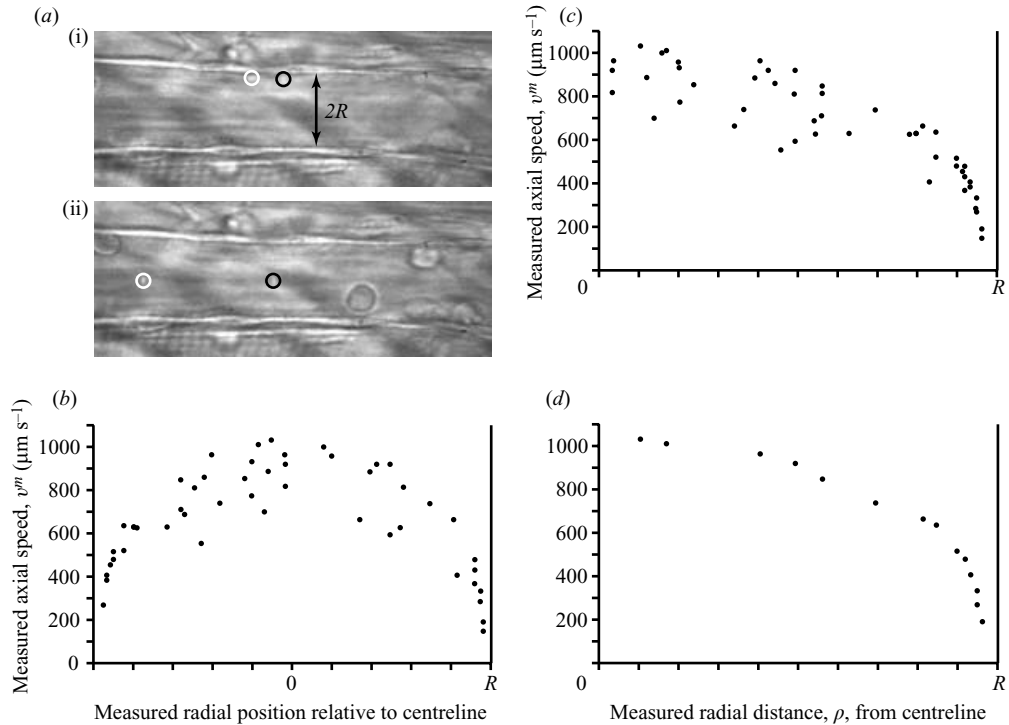 (a)
(i)
2R
(ii)
(b)
Measured axial speed, vᵐ (µm s⁻¹)
1000
800
600
400
200
0
0
R
Measured radial position relative to centreline
(c)
Measured axial speed, vᵐ (µm s⁻¹)
1000
800
600
400
200
0
R
(d)
1000
800
600
400
200
0
R
Measured radial distance, ρ, from centreline